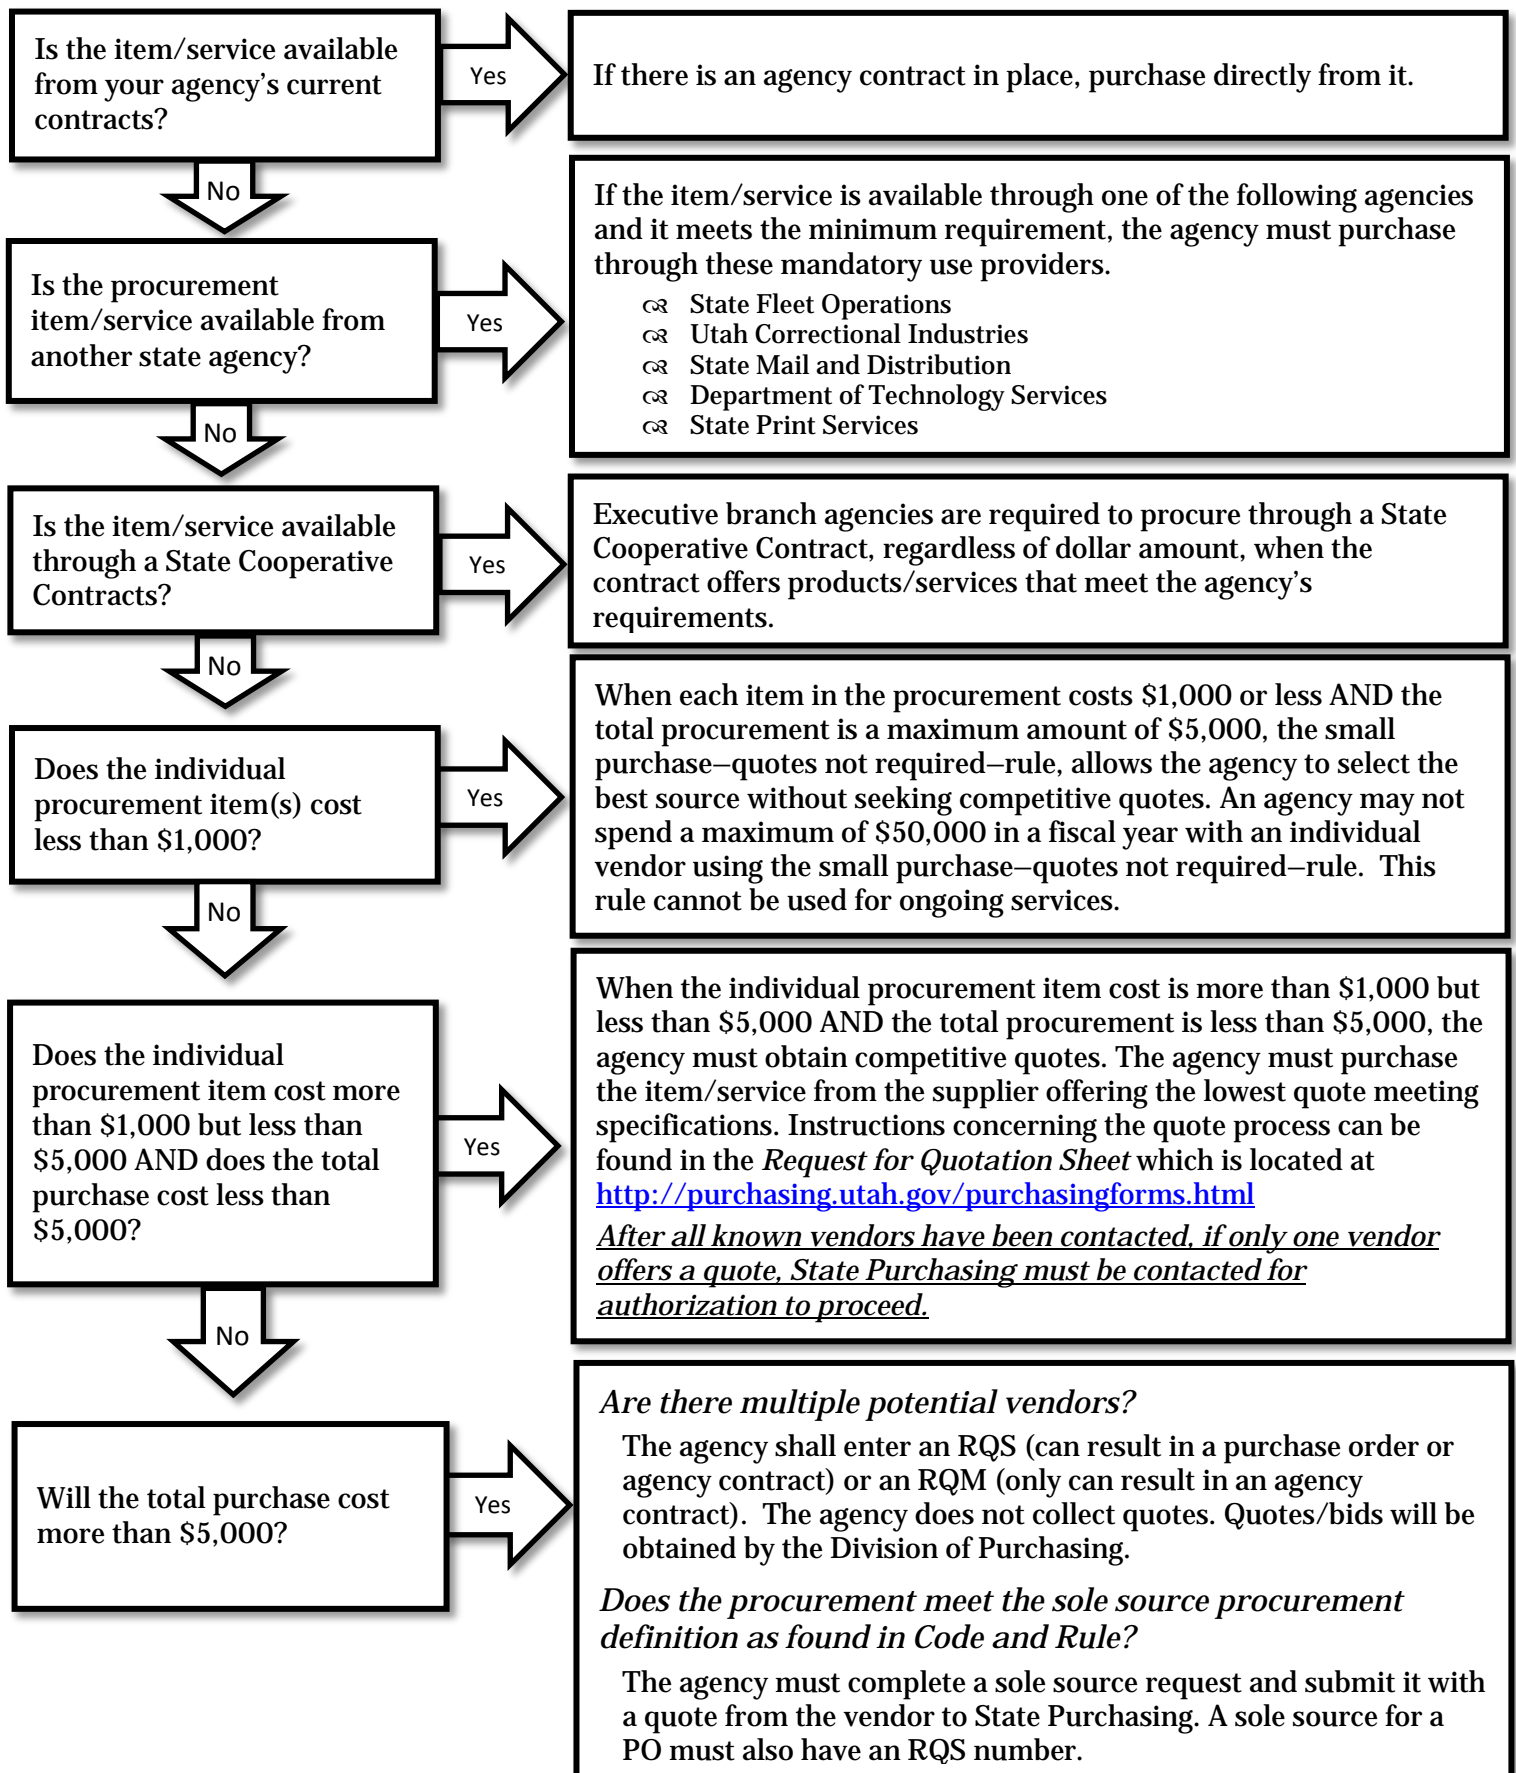 Is the item/service available
from your agency's current
contracts?
Yes
If there is an agency contract in place, purchase directly from it.
No
Is the procurement
item/service available from
another state agency?
Yes
If the item/service is available through one of the following agencies
and it meets the minimum requirement, the agency must purchase
through these mandatory use providers.
State Fleet Operations
Utah Correctional Industries
State Mail and Distribution
Department of Technology Services
State Print Services
No
Is the item/service available
through a State Cooperative
Contracts?
Yes
Executive branch agencies are required to procure through a State
Cooperative Contract, regardless of dollar amount, when the
contract offers products/services that meet the agency's
requirements.
No
Does the individual
procurement item(s) cost
less than $1,000?
Yes
When each item in the procurement costs $1,000 or less AND the
total procurement is a maximum amount of $5,000, the small
purchase–quotes not required–rule, allows the agency to select the
best source without seeking competitive quotes. An agency may not
spend a maximum of $50,000 in a fiscal year with an individual
vendor using the small purchase–quotes not required–rule. This
rule cannot be used for ongoing services.
No
Does the individual
procurement item cost more
than $1,000 but less than
$5,000 AND does the total
purchase cost less than
$5,000?
Yes
When the individual procurement item cost is more than $1,000 but
less than $5,000 AND the total procurement is less than $5,000, the
agency must obtain competitive quotes. The agency must purchase
the item/service from the supplier offering the lowest quote meeting
specifications. Instructions concerning the quote process can be
found in the Request for Quotation Sheet which is located at
http://purchasing.utah.gov/purchasingforms.html
After all known vendors have been contacted, if only one vendor
offers a quote, State Purchasing must be contacted for
authorization to proceed.
No
Will the total purchase cost
more than $5,000?
Yes
Are there multiple potential vendors?
The agency shall enter an RQS (can result in a purchase order or
agency contract) or an RQM (only can result in an agency
contract). The agency does not collect quotes. Quotes/bids will be
obtained by the Division of Purchasing.
Does the procurement meet the sole source procurement
definition as found in Code and Rule?
The agency must complete a sole source request and submit it with
a quote from the vendor to State Purchasing. A sole source for a
PO must also have an RQS number.